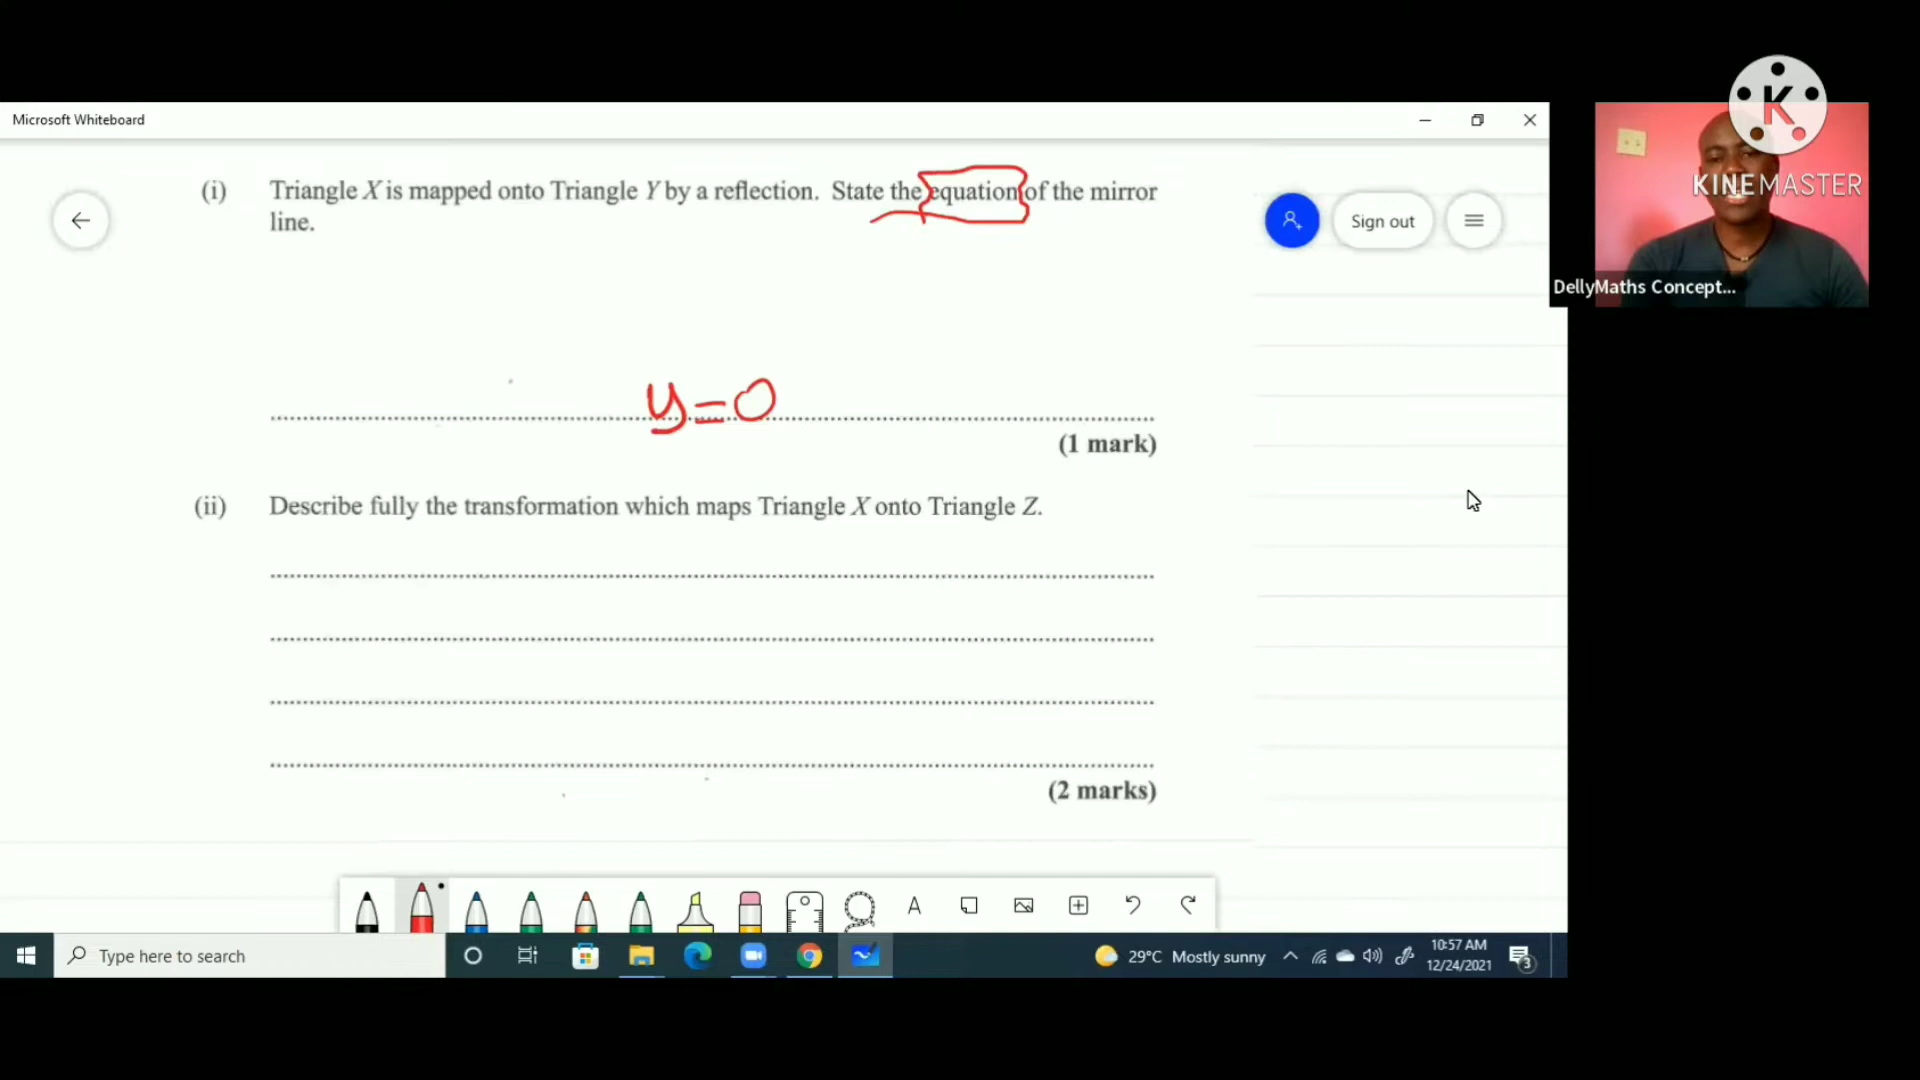 Microsoft Whiteboard
(i) Triangle X is mapped onto Triangle Y by a reflection. State the equation of the mirror
line.
y=0
(1 mark)
(ii) Describe fully the transformation which maps Triangle X onto Triangle Z.
(2 marks)
Sign out
K
KINEMASTER
DellyMaths Concept...
A
Type here to search
29°C Mostly sunny
10:57 AM
12/24/2021
3